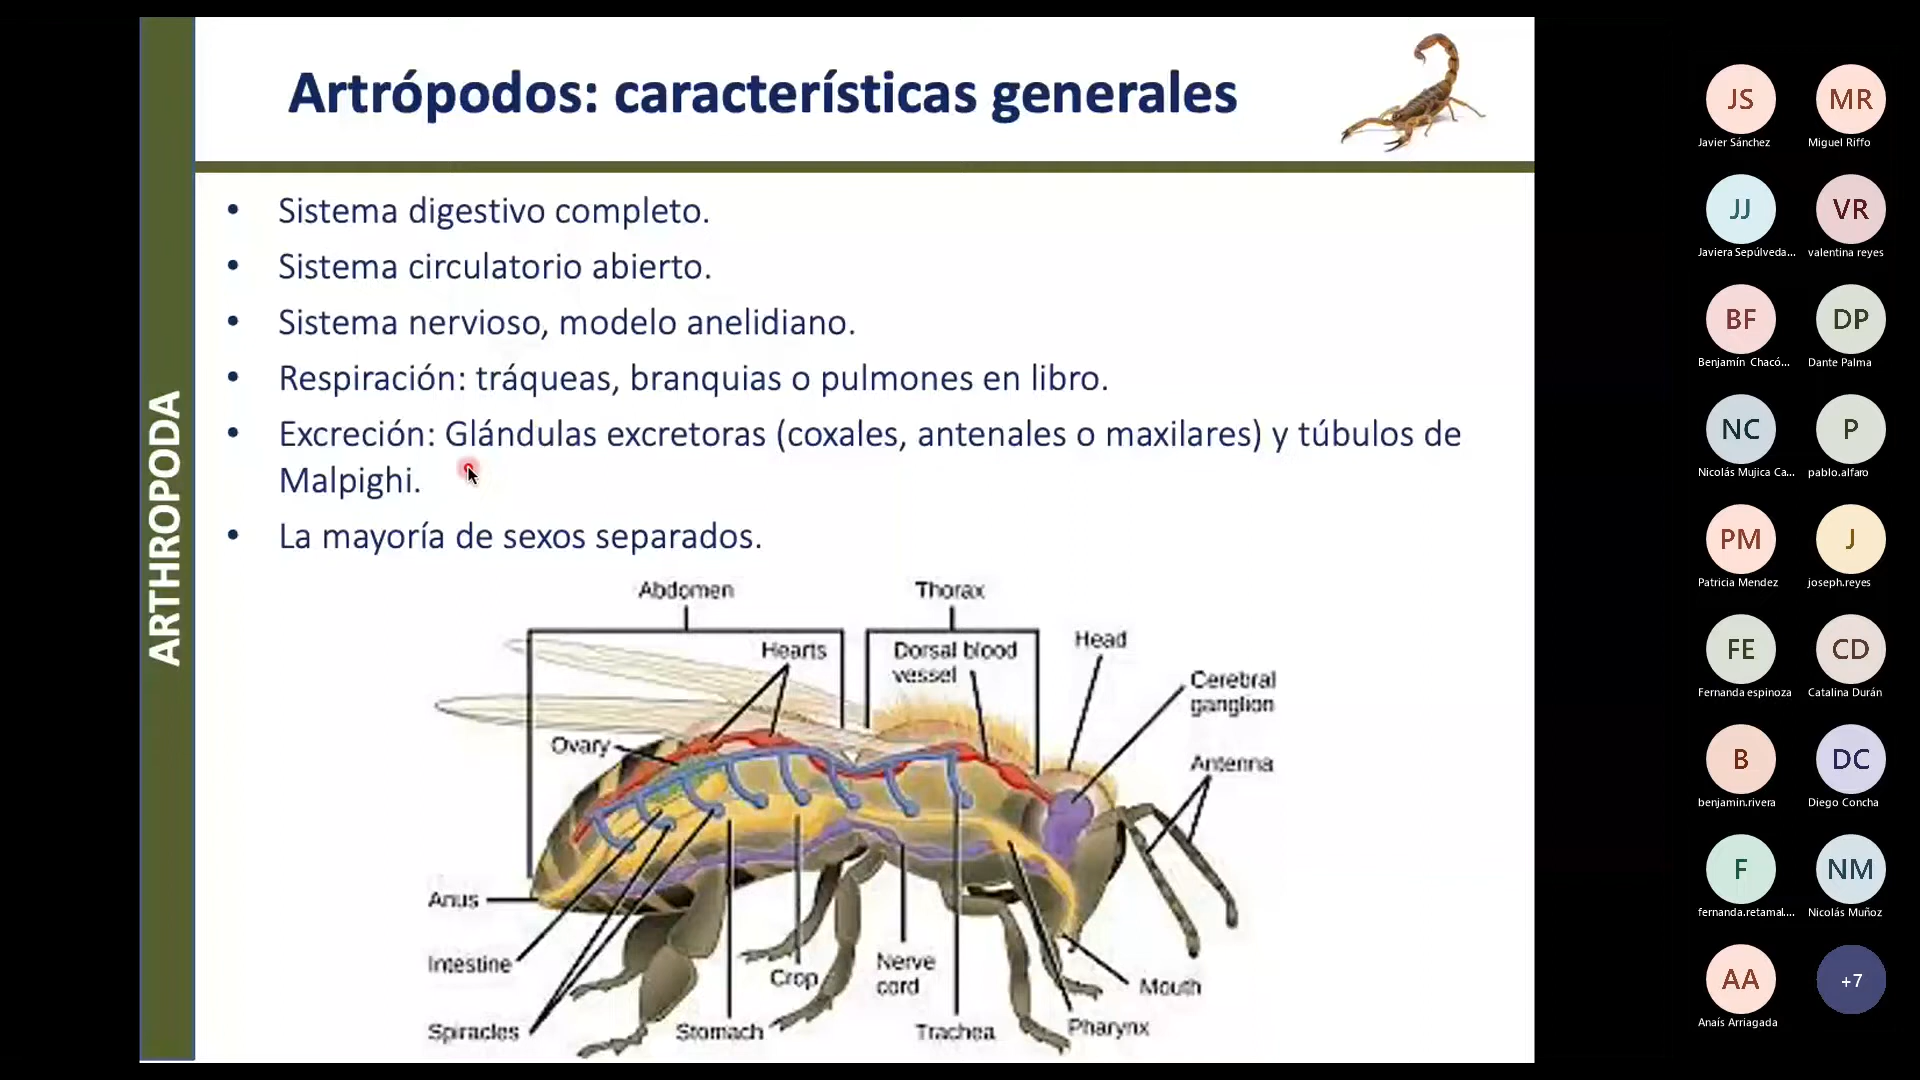 Artrópodos: características generales
ARTHROPODA
• Sistema digestivo completo.
• Sistema circulatorio abierto.
• Sistema nervioso, modelo anelidiano.
• Respiración: tráqueas, branquias o pulmones en libro.
• Excreción: Glándulas excretoras (coxales, antenales o maxilares) y túbulos de
Malpighi.
• La mayoría de sexos separados.
Abdomen
Thorax
Hearts
Dorsal blood
vessel
Head
Cerebral
ganglion
Ovary
Antenna
Anus
Intestine
Crop
Nerve
cord
Mouth
Spiracles
Stomach
Trachea
Pharynx
JS
Javier Sánchez
MR
Miguel Riffo
JJ
Javiera Sepúlveda...
VR
valentina reyes
BF
Benjamín Chacó...
DP
Dante Palma
NC
Nicolás Mujica Ca...
P
pablo.alfaro
PM
Patricia Mendez
J
joseph.reyes
FE
Fernanda espinoza
CD
Catalina Durán
B
benjamin.rivera
DC
Diego Concha
F
fernanda.retamal....
NM
Nicolás Muñoz
AA
Anaís Arriagada
+7